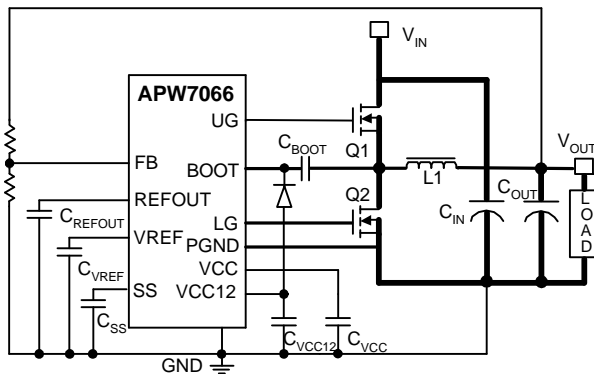 V_IN
APW7066
UG
C_BOOT
Q1
V_OUT
FB
BOOT
L1
REFOUT
Q2
C_IN
C_OUT
LOAD
C_REFOUT
LG
VREF
PGND
C_VREF
VCC
SS
VCC12
C_SS
C_VCC12
C_VCC
GND